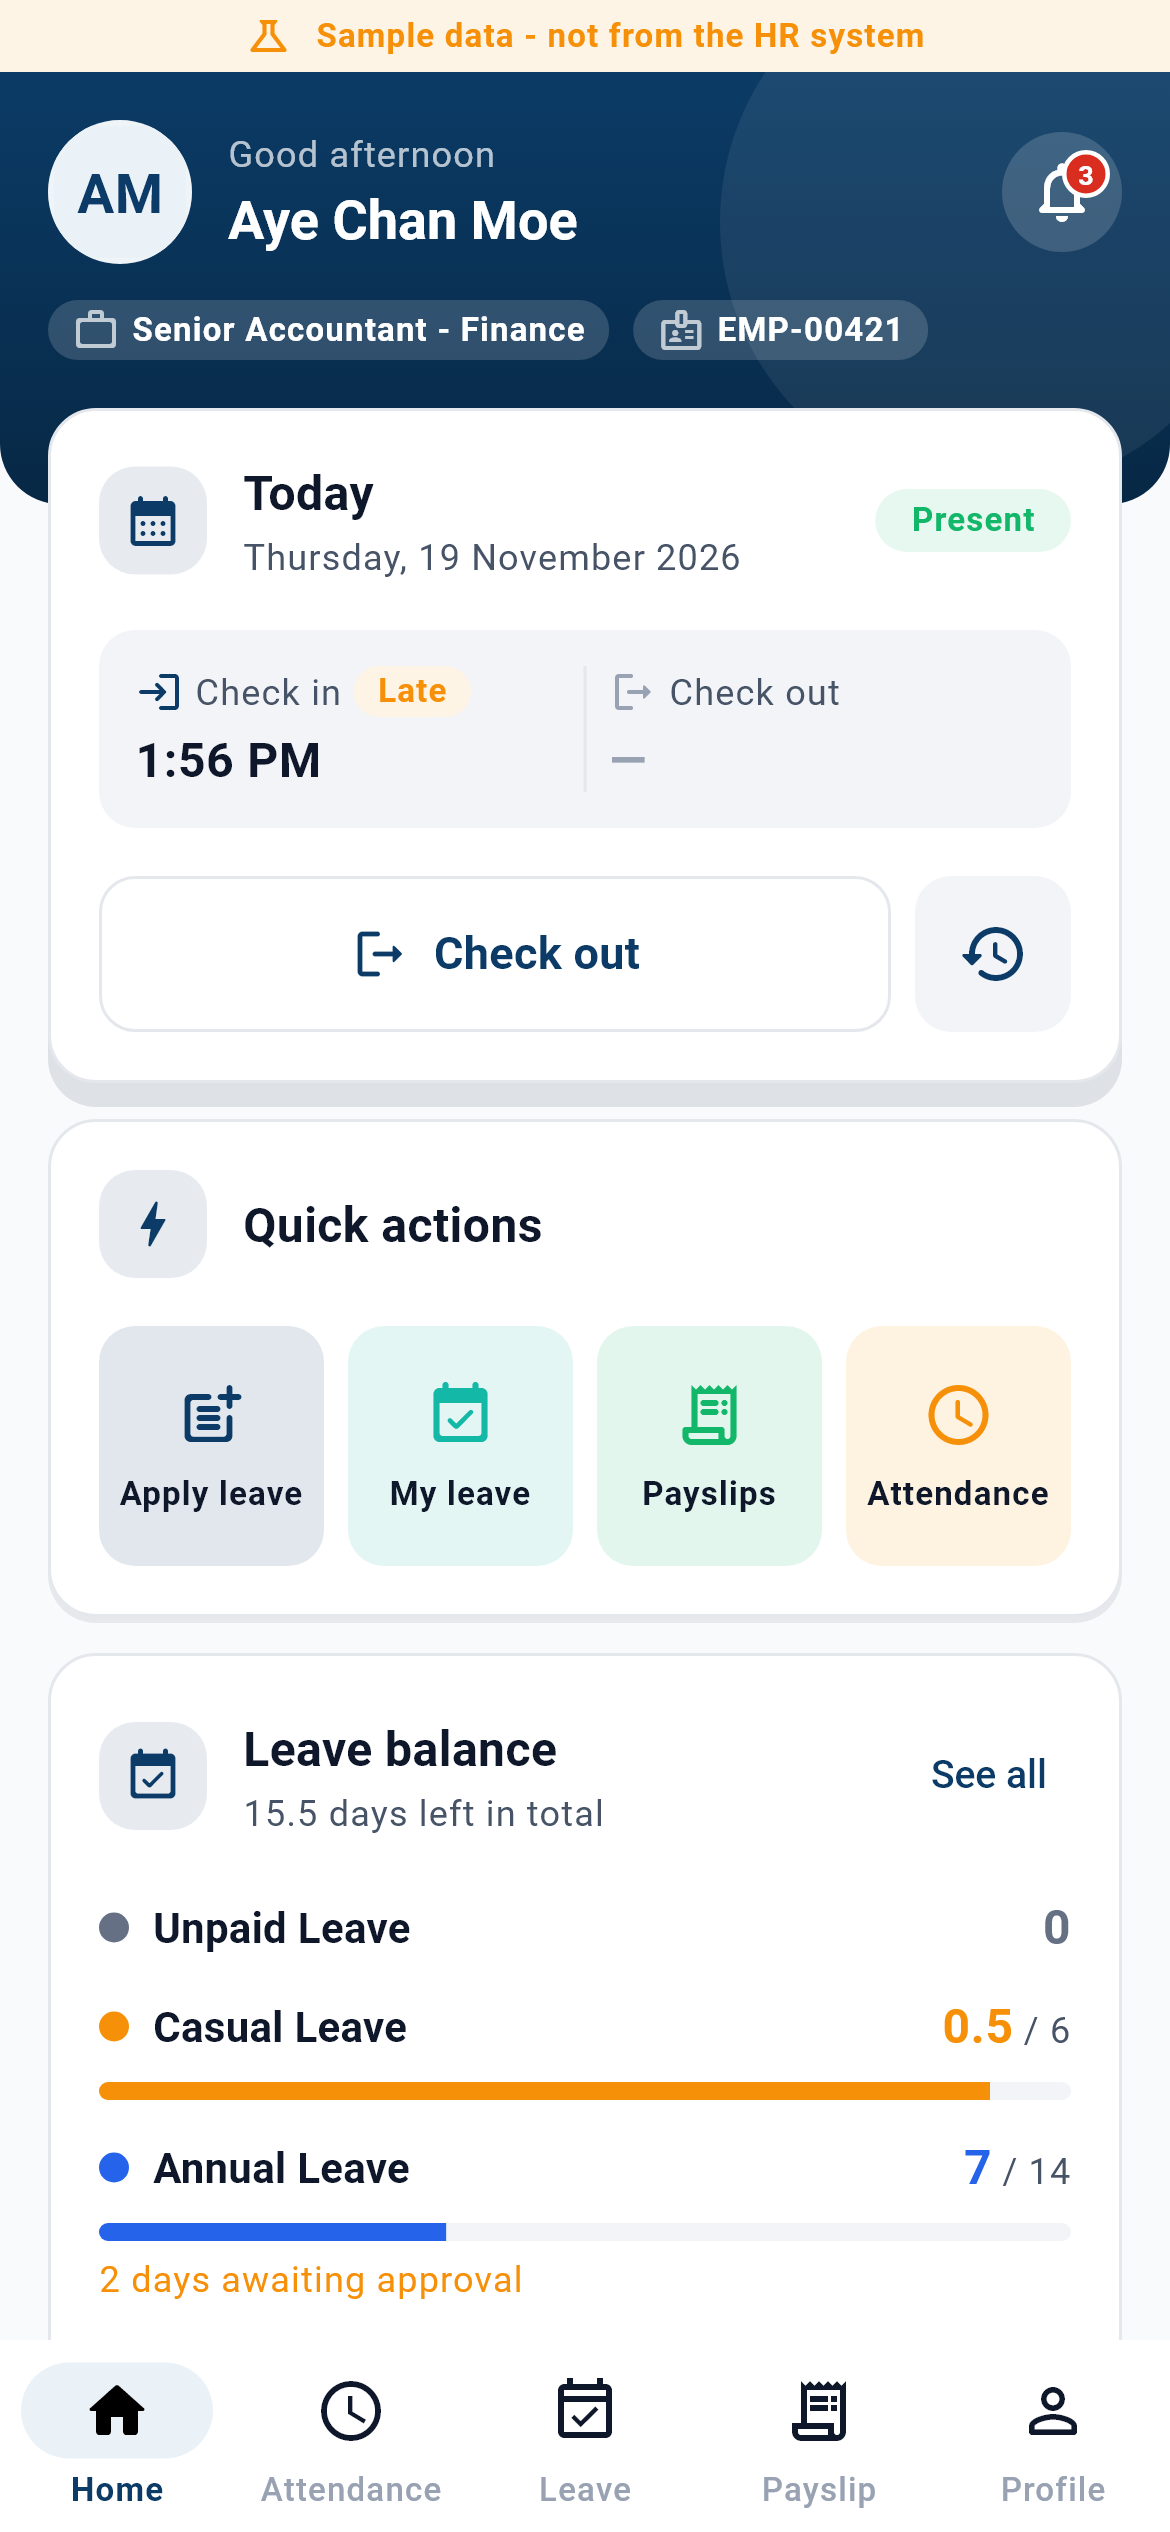 Sample data - not from the HR system
AM
Good afternoon
Aye Chan Moe
3
Senior Accountant - Finance
EMP-00421
Today
Thursday, 19 November 2026
Present
Check in
Late
Check out
1:56 PM
—
Check out
Quick actions
Apply leave
My leave
Payslips
Attendance
Leave balance
15.5 days left in total
See all
Unpaid Leave
0
Casual Leave
0.5 / 6
Annual Leave
7 / 14
2 days awaiting approval
Home
Attendance
Leave
Payslip
Profile